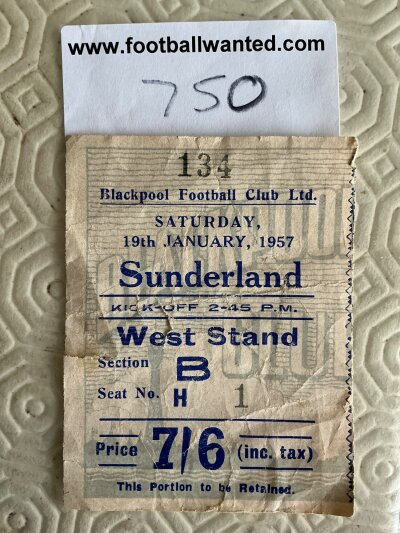 www.footballwanted.com
750
134
Blackpool Football Club Ltd.
SATURDAY,
19th JANUARY, 1957
Sunderland
KICK-OFF 2-45 P.M.
West Stand
Section B
Seat No. H 1
Price 7/6 (inc. tax)
This Portion to be Retained.